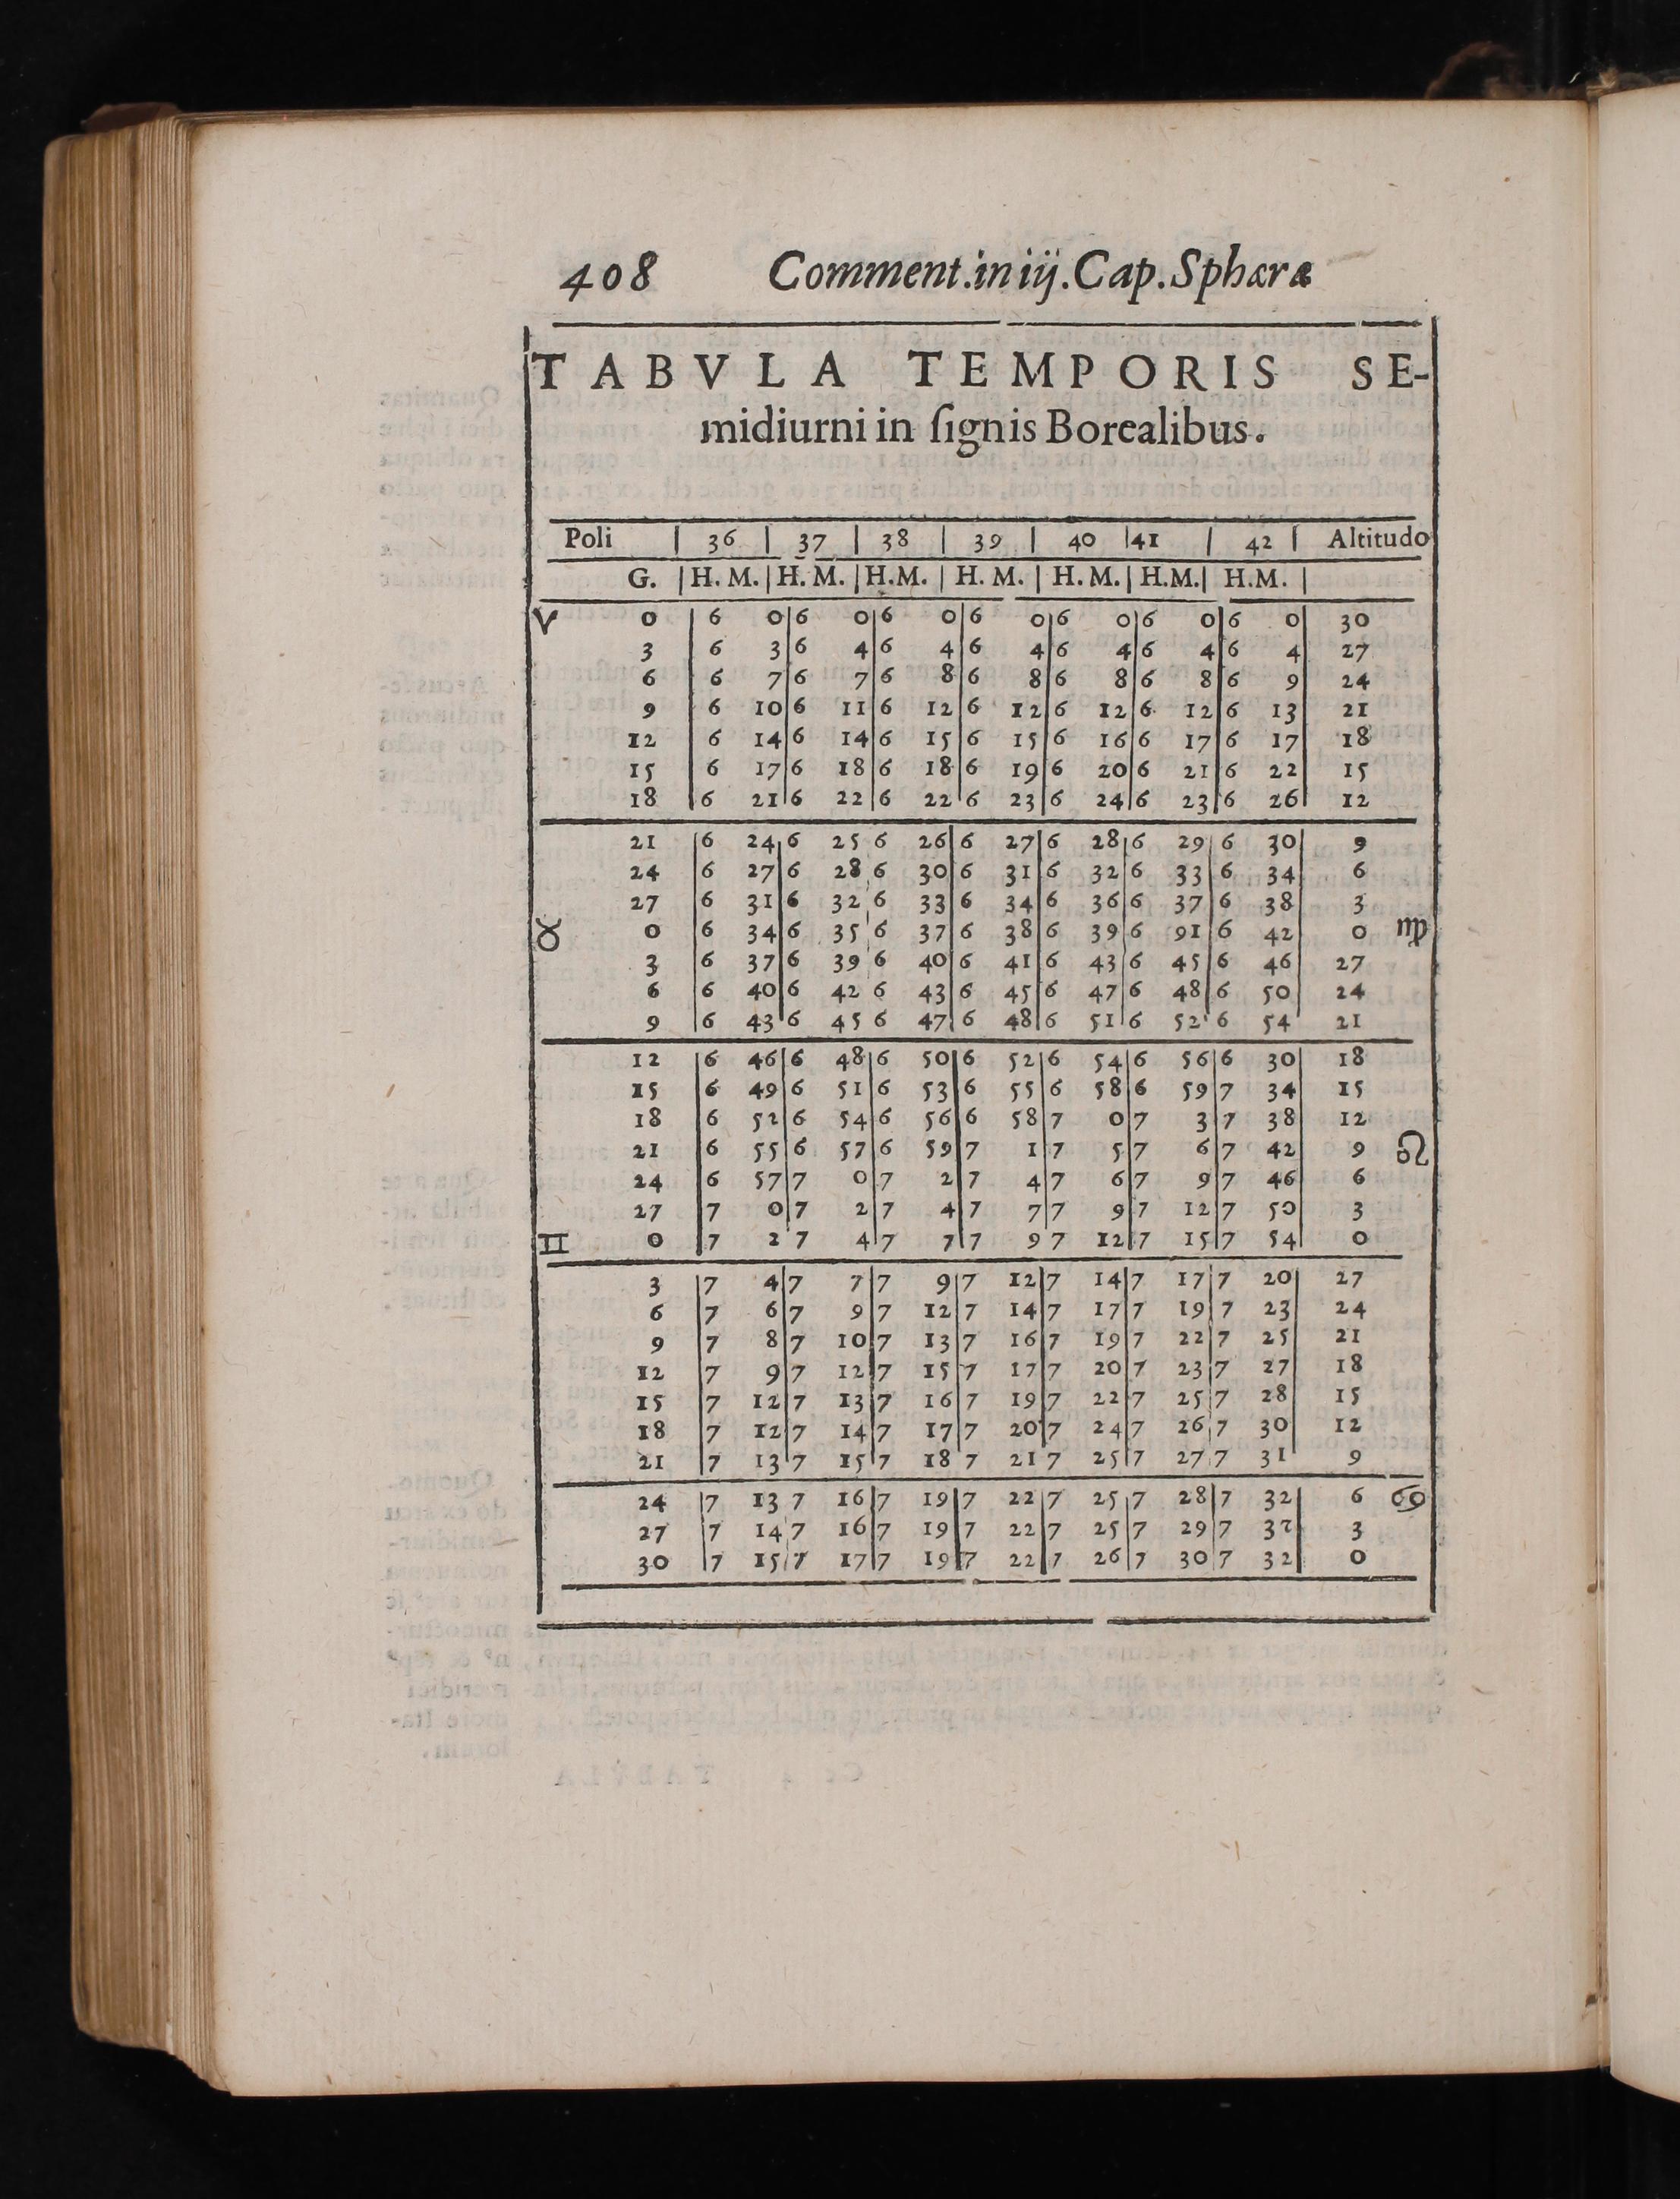 408 Comment.in iij.Cap.Sphæræ
TABVLA TEMPORIS SE-
midiurni in ſignis Borealibus.
Poli | 36 | 37 | 38 | 39 | 40 | 41 | 42 | Altitudo
G. | H. M. | H. M. | H.M. | H. M. | H. M. | H.M. | H.M. |
♈ 0 | 6 0 | 6 0 | 6 0 | 6 0 | 6 0 | 6 0 | 6 0 | 30
3 | 6 3 | 6 4 | 6 4 | 6 4 | 6 4 | 6 4 | 6 4 | 27
6 | 6 7 | 6 7 | 6 8 | 6 8 | 6 8 | 6 8 | 6 9 | 24
9 | 6 10 | 6 11 | 6 12 | 6 12 | 6 12 | 6 12 | 6 13 | 21
12 | 6 14 | 6 14 | 6 15 | 6 15 | 6 16 | 6 17 | 6 17 | 18
15 | 6 17 | 6 18 | 6 18 | 6 19 | 6 20 | 6 21 | 6 22 | 15
18 | 6 21 | 6 22 | 6 22 | 6 23 | 6 24 | 6 23 | 6 26 | 12
21 | 6 24 | 6 25 | 6 26 | 6 27 | 6 28 | 6 29 | 6 30 | 9
24 | 6 27 | 6 28 | 6 30 | 6 31 | 6 32 | 6 33 | 6 34 | 6
27 | 6 31 | 6 32 | 6 33 | 6 34 | 6 36 | 6 37 | 6 38 | 3
♉ 0 | 6 34 | 6 35 | 6 37 | 6 38 | 6 39 | 6 91 | 6 42 | 0 ♍
3 | 6 37 | 6 39 | 6 40 | 6 41 | 6 43 | 6 45 | 6 46 | 27
6 | 6 40 | 6 42 | 6 43 | 6 45 | 6 47 | 6 48 | 6 50 | 24
9 | 6 43 | 6 45 | 6 47 | 6 48 | 6 51 | 6 52 | 6 54 | 21
12 | 6 46 | 6 48 | 6 50 | 6 52 | 6 54 | 6 56 | 6 30 | 18
15 | 6 49 | 6 51 | 6 53 | 6 55 | 6 58 | 6 59 | 7 34 | 15
18 | 6 52 | 6 54 | 6 56 | 6 58 | 7 0 | 7 3 | 7 38 | 12
21 | 6 55 | 6 57 | 6 59 | 7 1 | 7 5 | 7 6 | 7 42 | 9 ♌
24 | 6 57 | 7 0 | 7 2 | 7 4 | 7 6 | 7 9 | 7 46 | 6
27 | 7 0 | 7 2 | 7 4 | 7 7 | 7 9 | 7 12 | 7 50 | 3
♊ 0 | 7 2 | 7 4 | 7 7 | 7 9 | 7 12 | 7 15 | 7 54 | 0
3 | 7 4 | 7 7 | 7 9 | 7 12 | 7 14 | 7 17 | 7 20 | 27
6 | 7 6 | 7 9 | 7 12 | 7 14 | 7 17 | 7 19 | 7 23 | 24
9 | 7 8 | 7 10 | 7 13 | 7 16 | 7 19 | 7 22 | 7 25 | 21
12 | 7 9 | 7 12 | 7 15 | 7 17 | 7 20 | 7 23 | 7 27 | 18
15 | 7 12 | 7 13 | 7 16 | 7 19 | 7 22 | 7 25 | 7 28 | 15
18 | 7 12 | 7 14 | 7 17 | 7 20 | 7 24 | 7 26 | 7 30 | 12
21 | 7 13 | 7 15 | 7 18 | 7 21 | 7 25 | 7 27 | 7 31 | 9
24 | 7 13 | 7 16 | 7 19 | 7 22 | 7 25 | 7 28 | 7 32 | 6 ♋
27 | 7 14 | 7 16 | 7 19 | 7 22 | 7 25 | 7 29 | 7 32 | 3
30 | 7 15 | 7 17 | 7 19 | 7 22 | 7 26 | 7 30 | 7 32 | 0